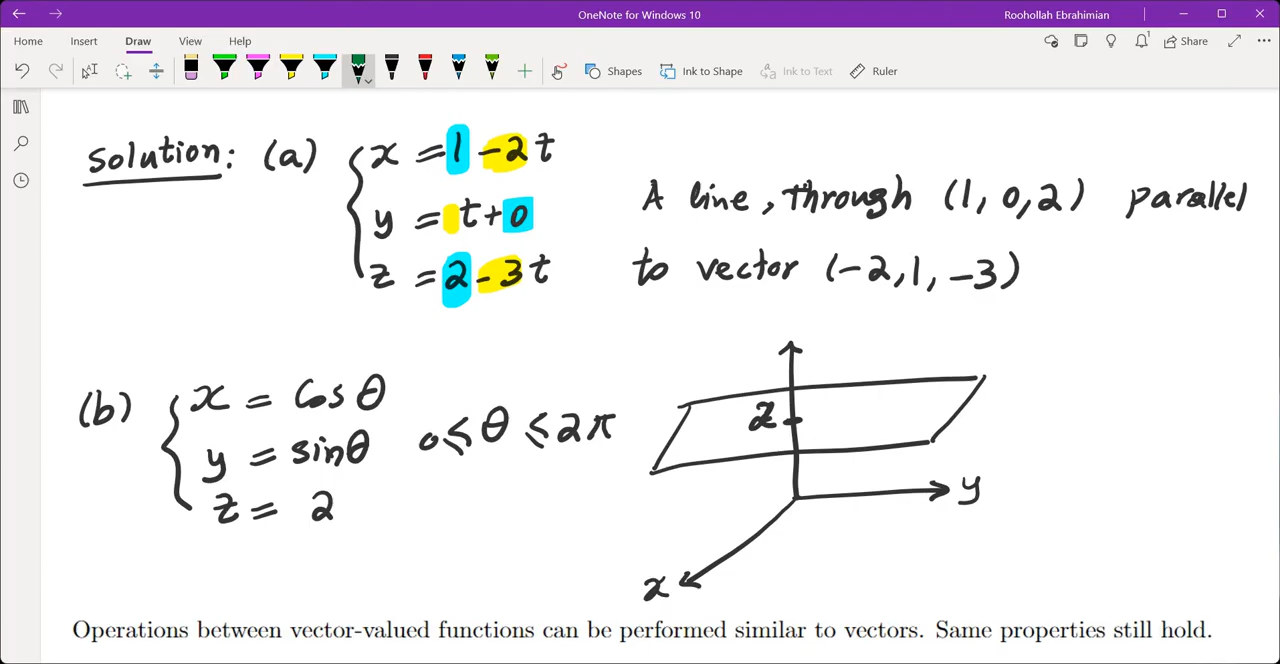 OneNote for Windows 10
Roohollah Ebrahimian
Home Insert Draw View Help
Share
Shapes Ink to Shape Ink to Text Ruler
Solution: (a) x = 1 - 2t
y = t + 0
z = 2 - 3t
A line, through (1, 0, 2) parallel
to vector (-2, 1, -3)
(b) x = Cos θ
y = sin θ
z = 2
0 ≤ θ ≤ 2π
2
y
x
Operations between vector-valued functions can be performed similar to vectors. Same properties still hold.